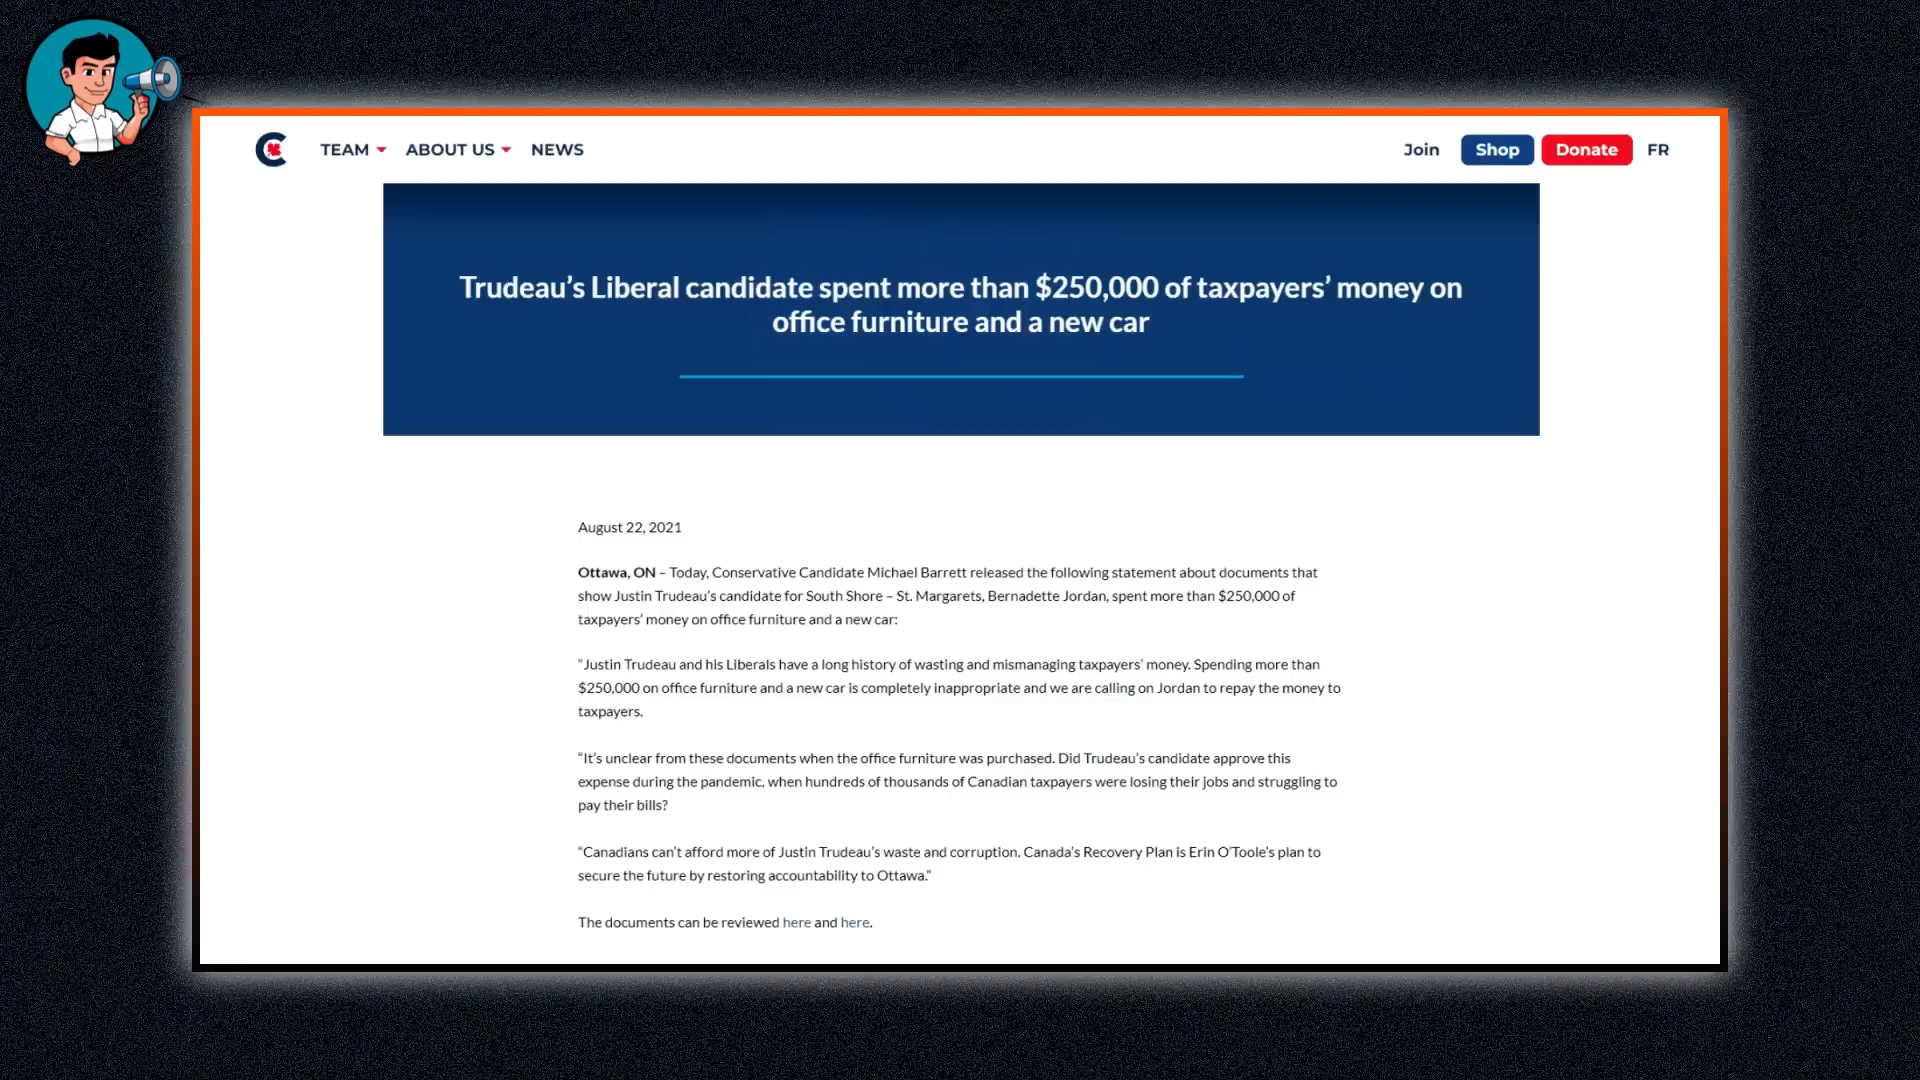 TEAM ABOUT US NEWS Join Shop Donate FR
Trudeau’s Liberal candidate spent more than $250,000 of taxpayers’ money on
office furniture and a new car
August 22, 2021
Ottawa, ON – Today, Conservative Candidate Michael Barrett released the following statement about documents that
show Justin Trudeau’s candidate for South Shore – St. Margarets, Bernadette Jordan, spent more than $250,000 of
taxpayers’ money on office furniture and a new car:
“Justin Trudeau and his Liberals have a long history of wasting and mismanaging taxpayers’ money. Spending more than
$250,000 on office furniture and a new car is completely inappropriate and we are calling on Jordan to repay the money to
taxpayers.
“It’s unclear from these documents when the office furniture was purchased. Did Trudeau’s candidate approve this
expense during the pandemic, when hundreds of thousands of Canadian taxpayers were losing their jobs and struggling to
pay their bills?
“Canadians can’t afford more of Justin Trudeau’s waste and corruption. Canada’s Recovery Plan is Erin O’Toole’s plan to
secure the future by restoring accountability to Ottawa.”
The documents can be reviewed here and here.